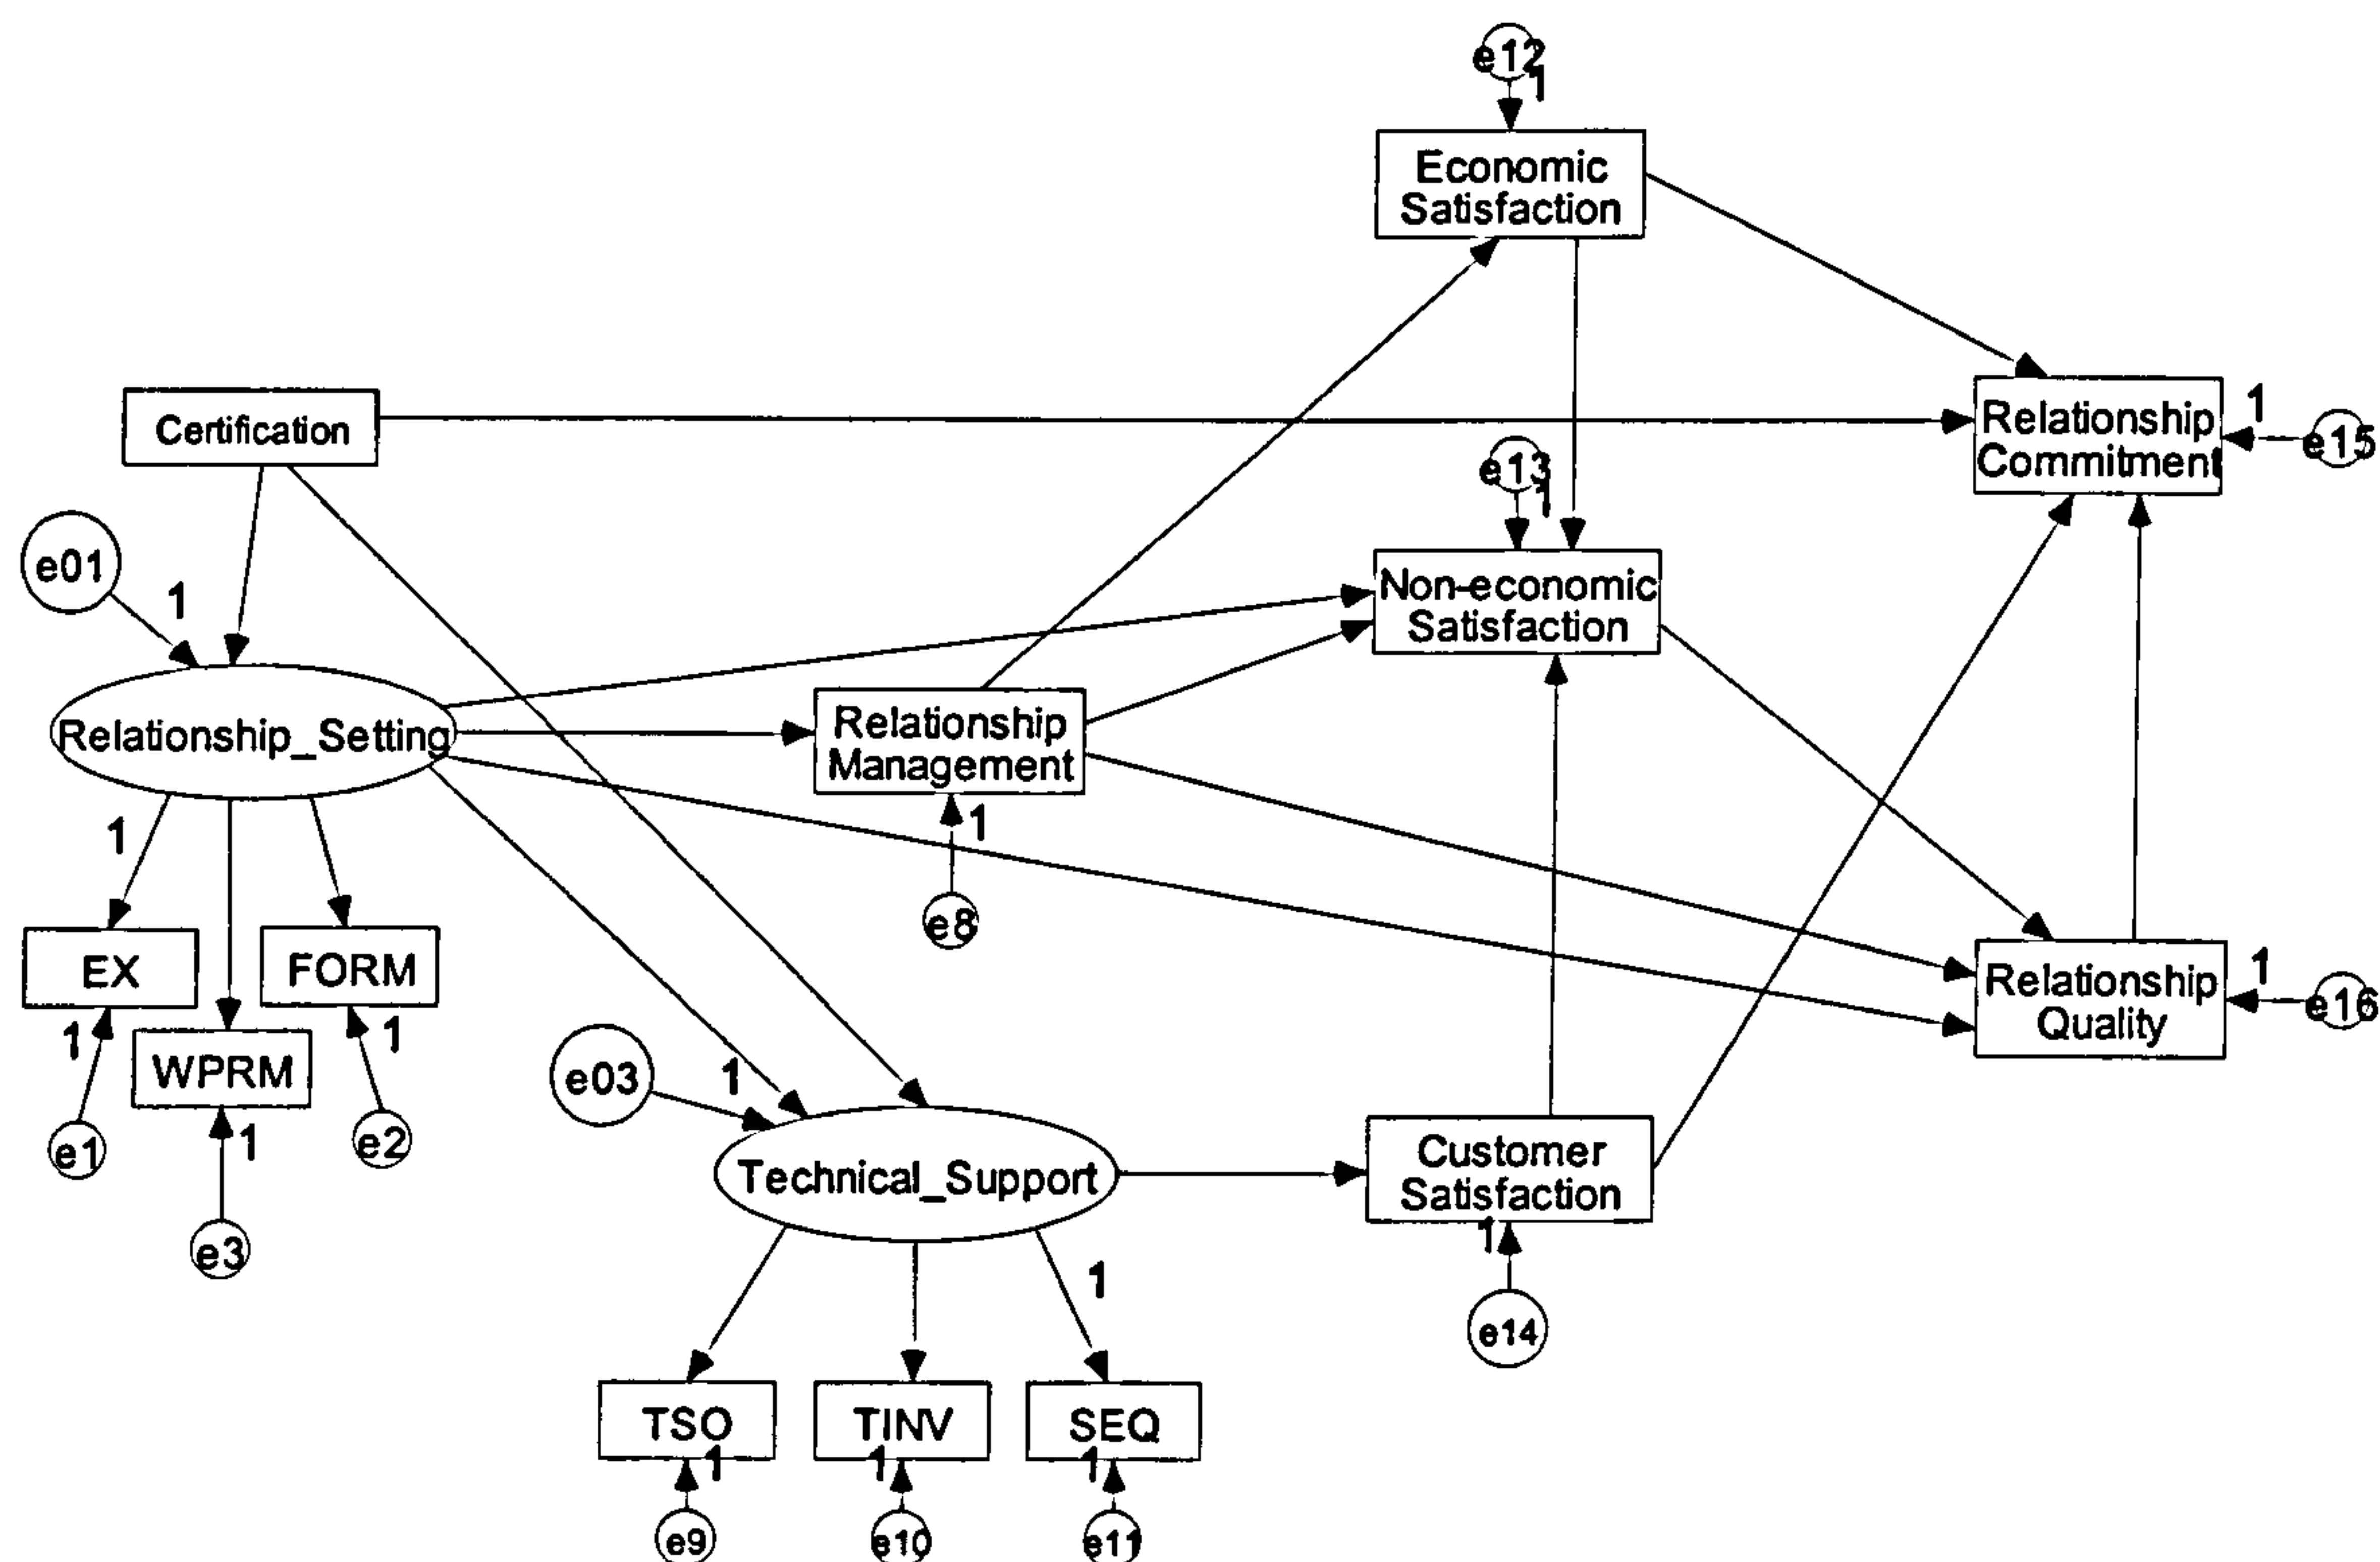 e12
1
Economic
Satisfaction
Certification
Relationship
Commitment
1
e15
e13
1
e01
1
Non-economic
Satisfaction
Relationship_Setting
Relationship
Management
1
1
e8
EX
FORM
Relationship
Quality
1
e16
1
WPRM
1
e03
1
e1
1
e2
e3
Technical_Support
Customer
Satisfaction
1
1
e14
TSO
TINV
SEQ
1
1
1
e9
e10
e11